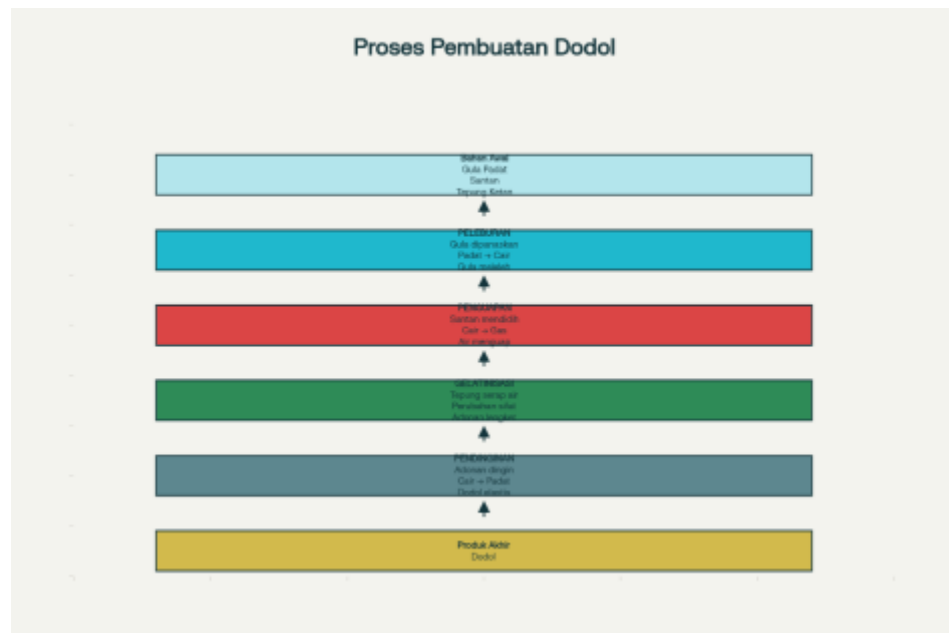 Proses Pembuatan Dodol
Bahan Awal
Gula Padat
Santan
Tepung Ketan
PELEBURAN
Gula dipanaskan
Padat → Cair
Gula meleleh
PENGUAPAN
Santan mendidih
Cair → Gas
Air menguap
GELATINISASI
Tepung serap air
Perubahan sifat
Adonan lengket
PENDINGINAN
Adonan dingin
Cair → Padat
Dodol elastis
Produk Akhir
Dodol